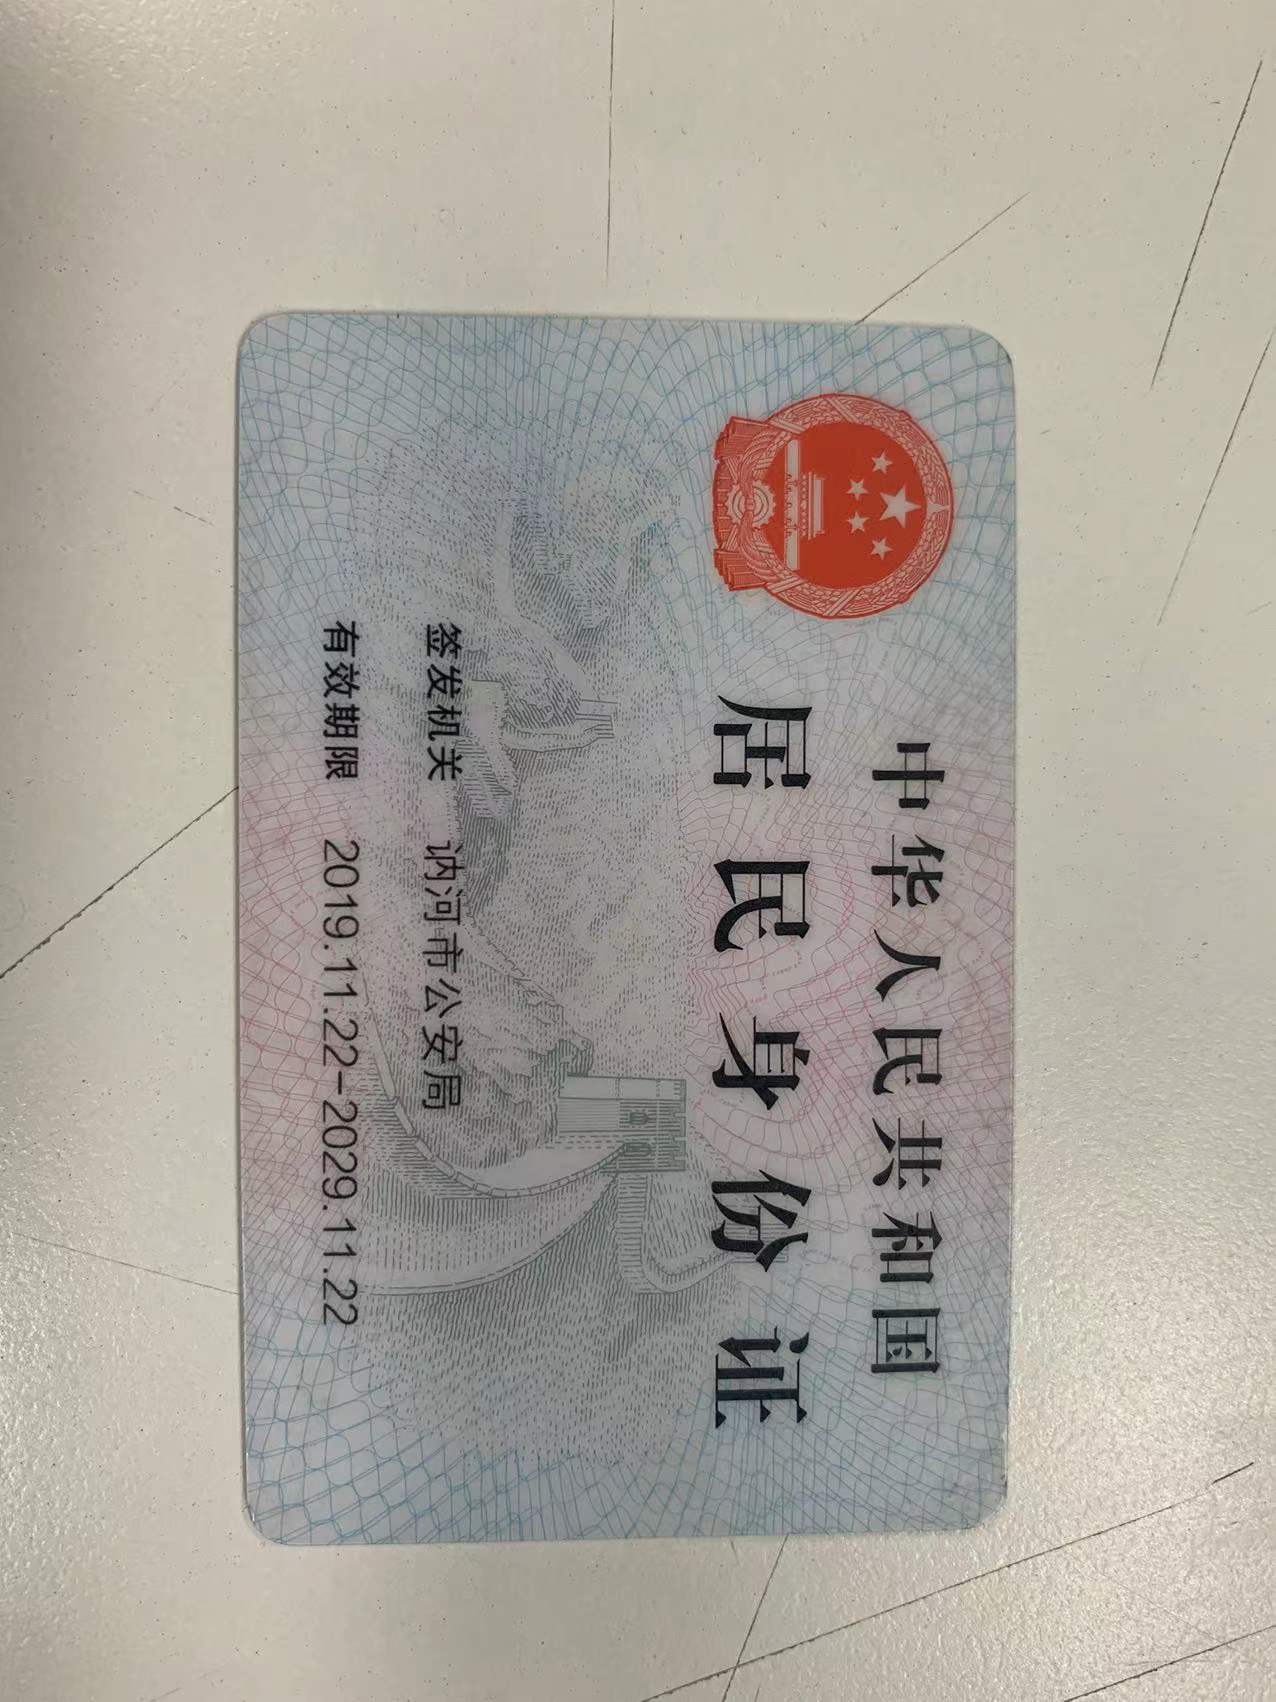 中华人民共和国
居民身份证
签发机关 讷河市公安局
有效期限 2019.11.22-2029.11.22